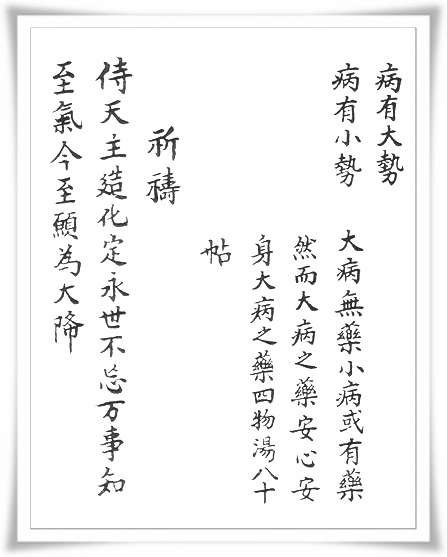 病有大勢
病有小勢
大病無藥小病或有藥
然而大病之藥安心安
身大病之藥四物湯八十
帖
祈禱
侍天主造化定永世不忘万事知
至氣今至願為大降